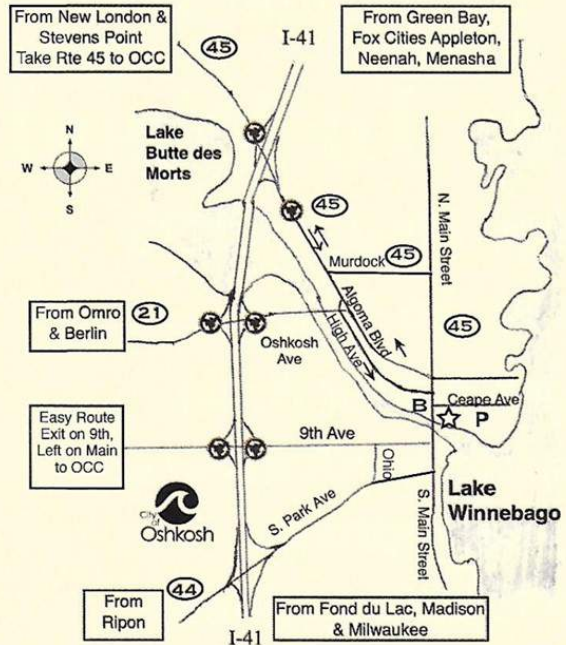 From New London &
Stevens Point
Take Rte 45 to OCC
45
I-41
From Green Bay,
Fox Cities Appleton,
Neenah, Menasha
N
W
E
S
Lake
Butte des
Morts
45
Murdock
45
N. Main Street
From Omro
& Berlin
21
Oshkosh
Ave
Algoma Blvd
High Ave
45
B
Ceape Ave
P
Easy Route
Exit on 9th,
Left on Main
to OCC
9th Ave
Ohio
S. Park Ave
S. Main Street
Lake
Winnebago
City of
Oshkosh
From
Ripon
44
I-41
From Fond du Lac, Madison
& Milwaukee